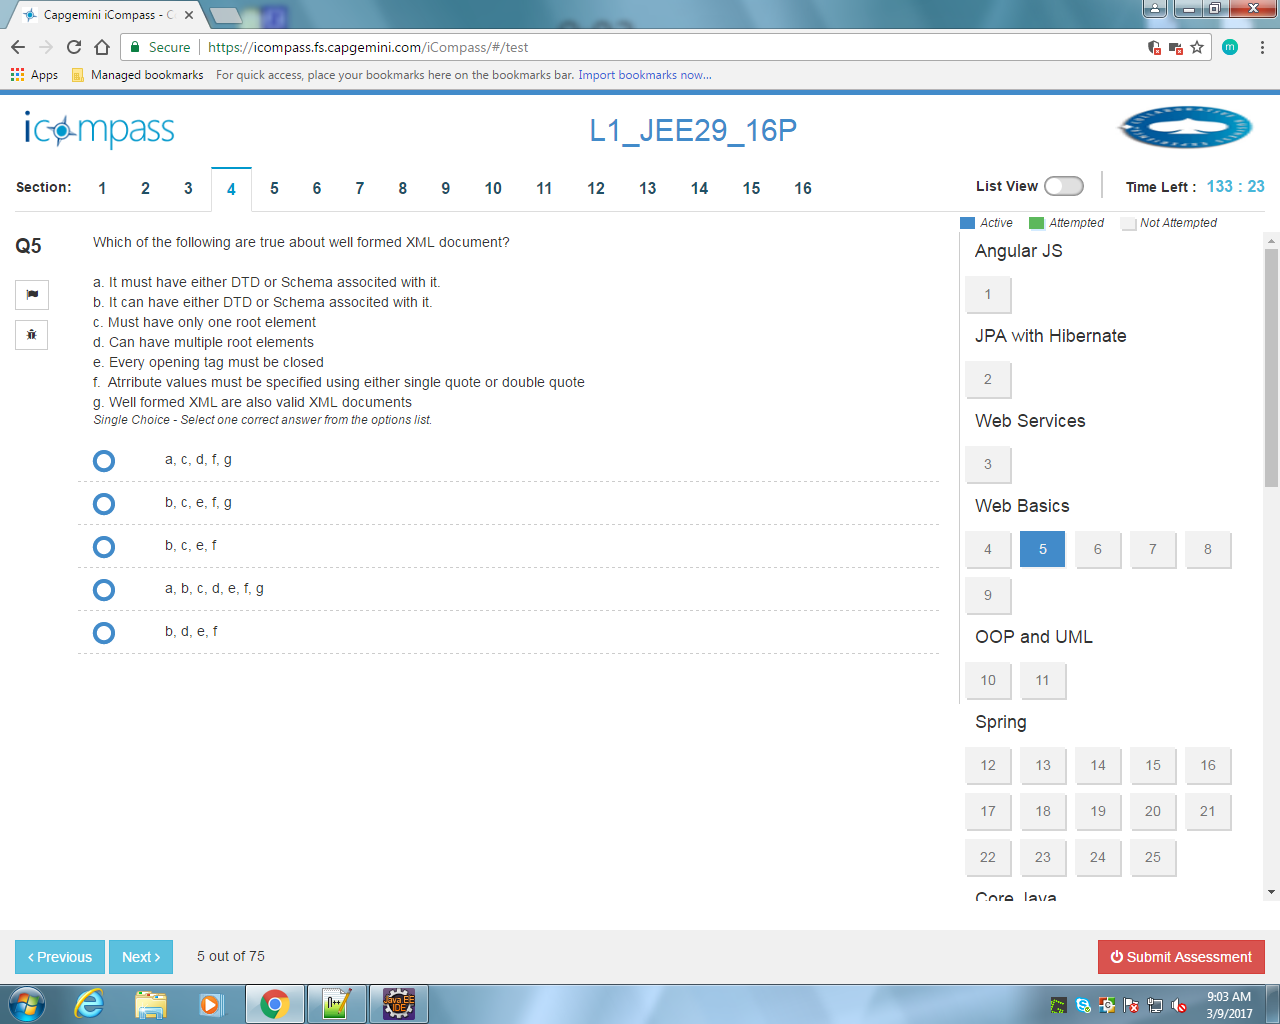 Capgemini iCompass - C
Secure
https://icompass.fs.capgemini.com/iCompass/#/test
m
Apps
Managed bookmarks
For quick access, place your bookmarks here on the bookmarks bar. Import bookmarks now...
icompass
L1_JEE29_16P
Section: 1 2 3 4 5 6 7 8 9 10 11 12 13 14 15 16
List View
Time Left : 133 : 23
Active Attempted Not Attempted
Q5
Which of the following are true about well formed XML document?
a. It must have either DTD or Schema associted with it.
b. It can have either DTD or Schema associted with it.
c. Must have only one root element
d. Can have multiple root elements
e. Every opening tag must be closed
f. Atrribute values must be specified using either single quote or double quote
g. Well formed XML are also valid XML documents
Single Choice - Select one correct answer from the options list.
a, c, d, f, g
b, c, e, f, g
b, c, e, f
a, b, c, d, e, f, g
b, d, e, f
Angular JS
1
JPA with Hibernate
2
Web Services
3
Web Basics
4 5 6 7 8
9
OOP and UML
10 11
Spring
12 13 14 15 16
17 18 19 20 21
22 23 24 25
Core Java
‹ Previous
Next ›
5 out of 75
Submit Assessment
Java EE
IDE
9:03 AM
3/9/2017